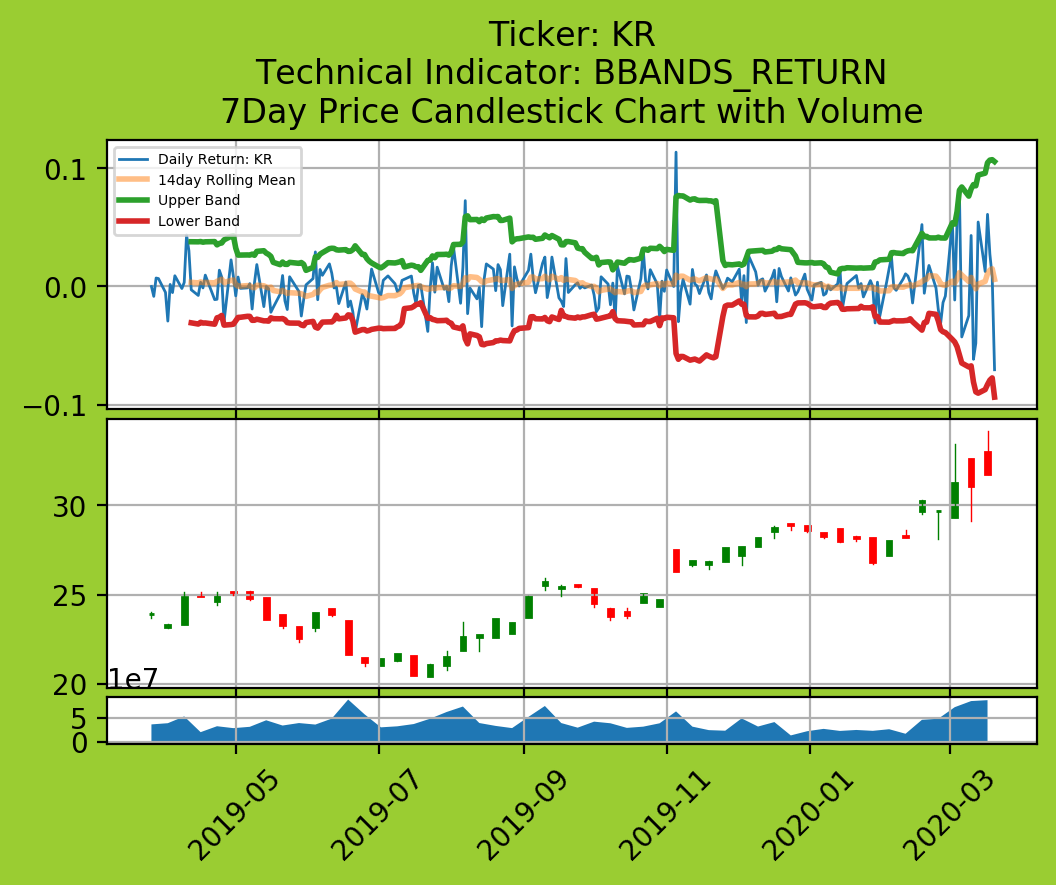 Ticker: KR
Technical Indicator: BBANDS_RETURN
7Day Price Candlestick Chart with Volume
Daily Return: KR
14day Rolling Mean
Upper Band
Lower Band
0.1
0.0
−0.1
30
25
20
1e7
5
0
2019-05
2019-07
2019-09
2019-11
2020-01
2020-03